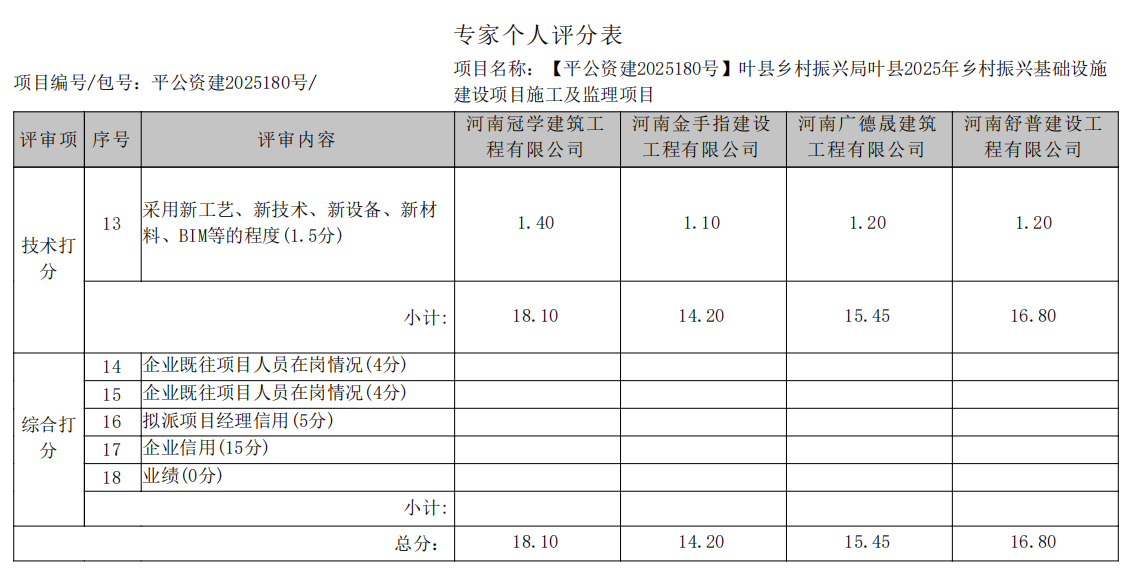 专家个人评分表
项目编号/包号：平公资建2025180号/
项目名称：【平公资建2025180号】叶县乡村振兴局叶县2025年乡村振兴基础设施
建设项目施工及监理项目
评审项 序号 评审内容 河南冠学建筑工程有限公司 河南金手指建设工程有限公司 河南广德晟建筑工程有限公司 河南舒普建设工程有限公司
技术打分
13 采用新工艺、新技术、新设备、新材料、BIM等的程度(1.5分) 1.40 1.10 1.20 1.20
小计: 18.10 14.20 15.45 16.80
综合打分
14 企业既往项目人员在岗情况(4分)
15 企业既往项目人员在岗情况(4分)
16 拟派项目经理信用(5分)
17 企业信用(15分)
18 业绩(0分)
小计:
总分： 18.10 14.20 15.45 16.80